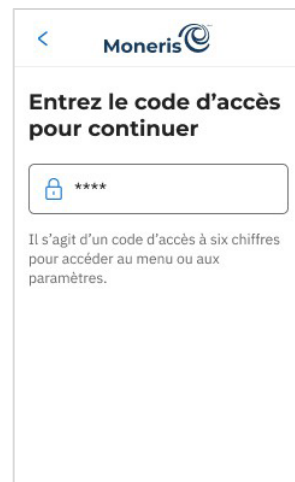 Moneris
Entrez le code d’accès
pour continuer
****
Il s’agit d’un code d’accès à six chiffres
pour accéder au menu ou aux
paramètres.